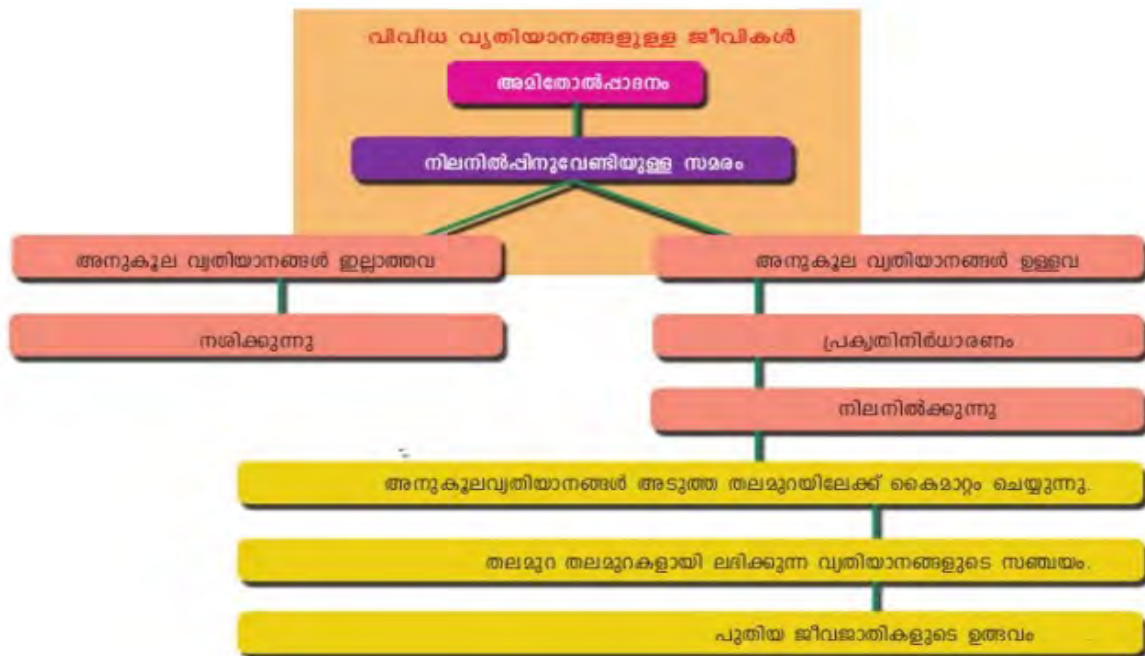 വിവിധ വ്യതിയാനങ്ങളുള്ള ജീവികൾ
അമിതോൽപ്പാദനം
നിലനിൽപ്പിനുവേണ്ടിയുള്ള സമരം
അനുകൂല വ്യതിയാനങ്ങൾ ഇല്ലാത്തവ
അനുകൂല വ്യതിയാനങ്ങൾ ഉള്ളവ
നശിക്കുന്നു
പ്രകൃതിനിർധാരണം
നിലനിൽക്കുന്നു
അനുകൂലവ്യതിയാനങ്ങൾ അടുത്ത തലമുറയിലേക്ക് കൈമാറ്റം ചെയ്യുന്നു.
തലമുറ തലമുറകളായി ലഭിക്കുന്ന വ്യതിയാനങ്ങളുടെ സഞ്ചയം.
പുതിയ ജീവജാതികളുടെ ഉത്ഭവം